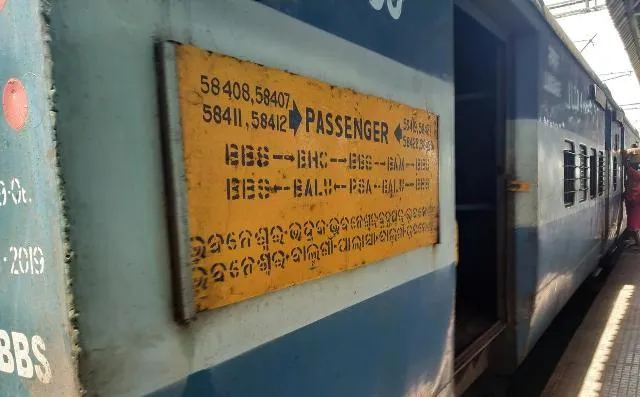 58408,58407
58411,58412
PASSENGER
BBS→BHC→BBS→BAM→BBS
BBS←BALU←PSA←BALU←BBS
ଭୁବନେଶ୍ୱର-ଭଦ୍ରକ-ଭୁବନେଶ୍ୱର-ବ୍ରହ୍ମପୁର-ଭୁବନେଶ୍ୱର
ଭୁବନେଶ୍ୱର-ବାଲୁଗାଁ-ପଲାସା-ବାଲୁଗାଁ-ଭୁବନେଶ୍ୱର
2019
BBS